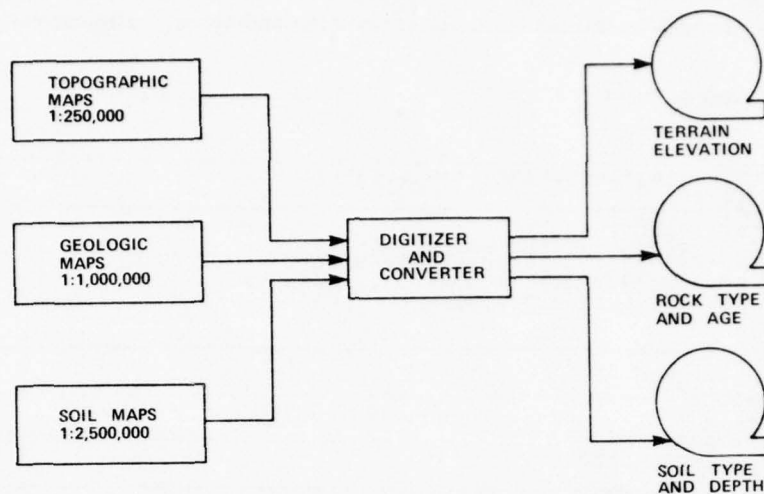 TOPOGRAPHIC
MAPS
1:250,000
GEOLOGIC
MAPS
1:1,000,000
SOIL MAPS
1:2,500,000
DIGITIZER
AND
CONVERTER
TERRAIN
ELEVATION
ROCK TYPE
AND AGE
SOIL TYPE
AND DEPTH